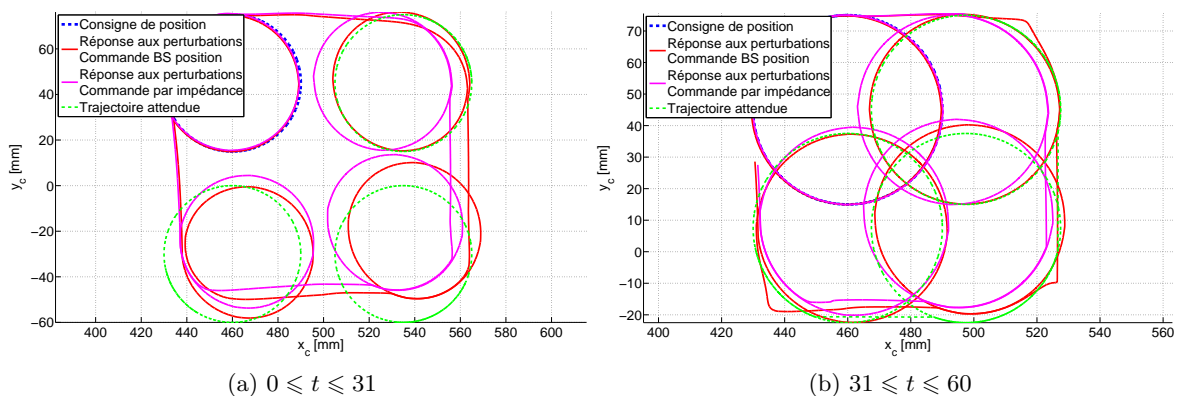 Consigne de position
Réponse aux perturbations
Commande BS position
Réponse aux perturbations
Commande par impédance
Trajectoire attendue
y_c [mm]
60
40
20
0
−20
−40
−60
400 420 440 460 480 500 520 540 560 580 600
x_c [mm]
(a) 0 ⩽ t ⩽ 31
Consigne de position
Réponse aux perturbations
Commande BS position
Réponse aux perturbations
Commande par impédance
Trajectoire attendue
y_c [mm]
70
60
50
40
30
20
10
0
−10
−20
400 420 440 460 480 500 520 540 560
x_c [mm]
(b) 31 ⩽ t ⩽ 60